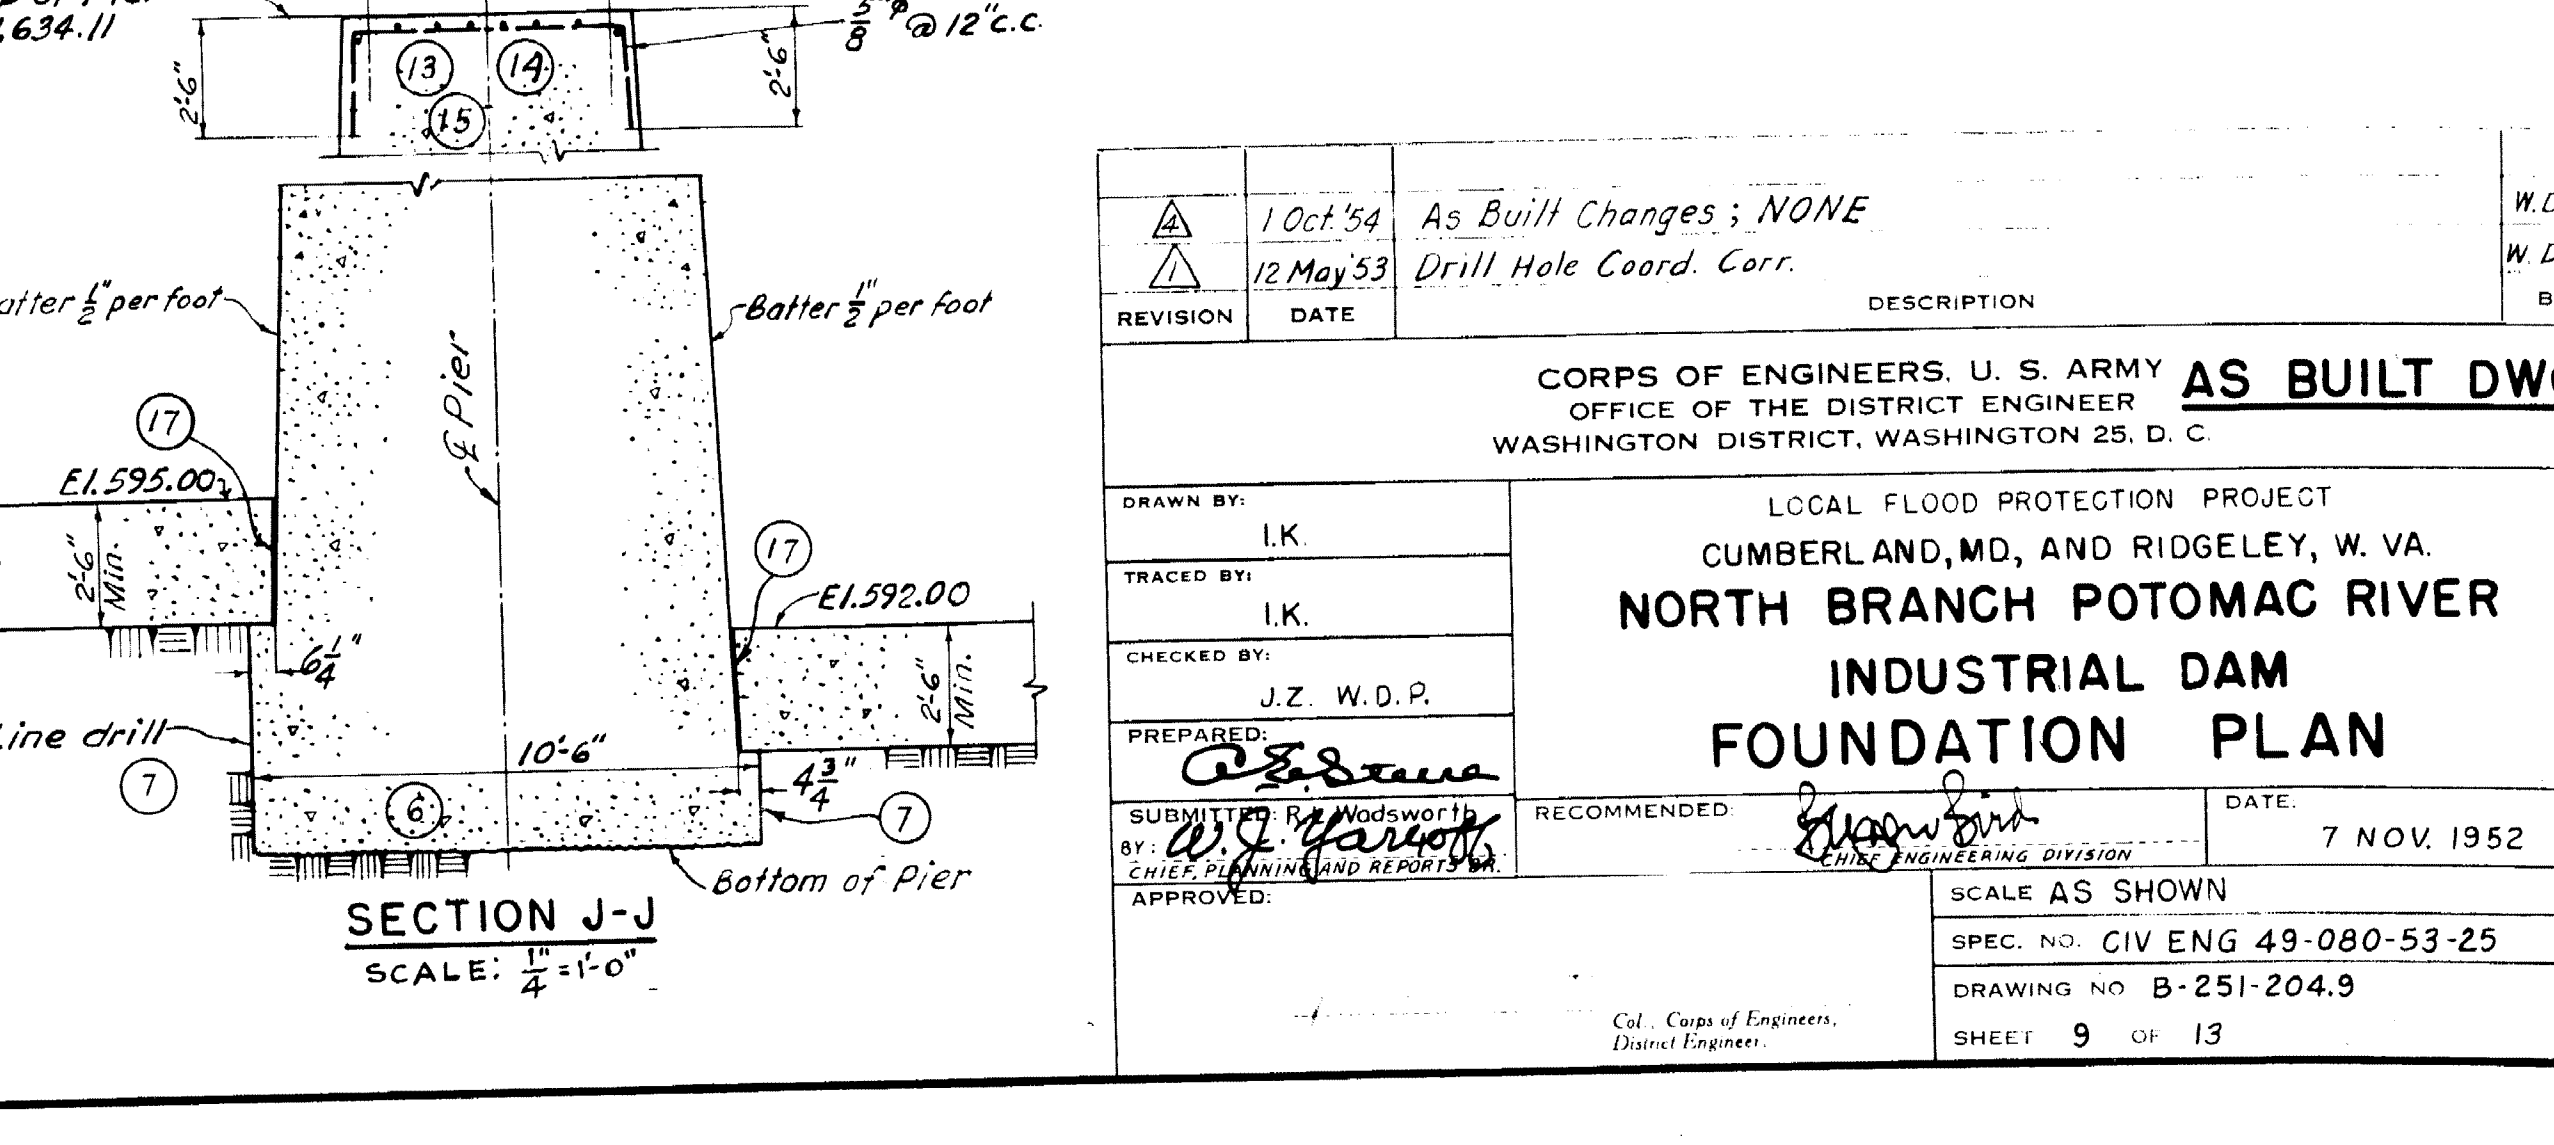 634.11
5/8" φ @ 12" C.C.
2'-6"
2'-6"
13
14
15
Batter 1/2" per foot
per foot
1/2"
℄ Pier
17
El. 595.00
2'-6" Min.
17
El. 592.00
6 1/4"
2'-6" Min.
Line drill
10'-6"
4 3/4"
7
6
7
Bottom of Pier
SECTION J-J
SCALE: 1/4" = 1'-0"
4 1 Oct. '54 As Built Changes ; NONE W.D
1 12 May '53 Drill Hole Coord. Corr. W. D
REVISION DATE DESCRIPTION B
CORPS OF ENGINEERS, U. S. ARMY
AS BUILT DW
OFFICE OF THE DISTRICT ENGINEER
WASHINGTON DISTRICT, WASHINGTON 25, D. C.
DRAWN BY:
I.K.
TRACED BY:
I.K.
CHECKED BY:
J.Z. W.D.P.
PREPARED:
SUBMITTED: R. Wadsworth
BY: W. J. Yarcoff
CHIEF, PLANNING AND REPORTS BR.
LOCAL FLOOD PROTECTION PROJECT
CUMBERLAND, MD, AND RIDGELEY, W. VA.
NORTH BRANCH POTOMAC RIVER
INDUSTRIAL DAM
FOUNDATION PLAN
RECOMMENDED:
CHIEF ENGINEERING DIVISION
DATE:
7 NOV. 1952
APPROVED:
Col., Corps of Engineers,
District Engineer.
SCALE AS SHOWN
SPEC. NO. CIV ENG 49-080-53-25
DRAWING NO B-251-204.9
SHEET 9 OF 13